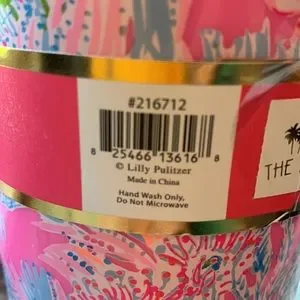 #216712
8 25466 13616 8
© Lilly Pulitzer
Made in China
Hand Wash Only,
Do Not Microwave
THE